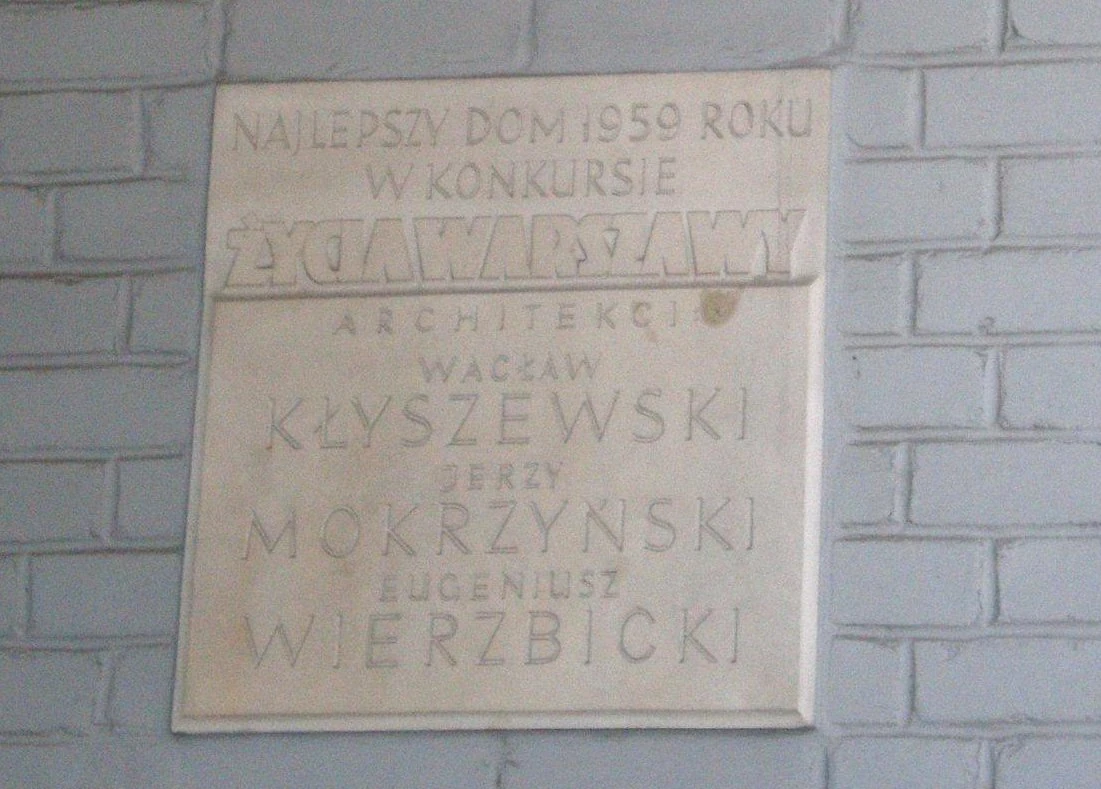 NAJLEPSZY DOM 1959 ROKU
W KONKURSIE
ŻYCIA WARSZAWY
ARCHITEKCI:
WACŁAW
KŁYSZEWSKI
JERZY
MOKRZYŃSKI
EUGENIUSZ
WIERZBICKI